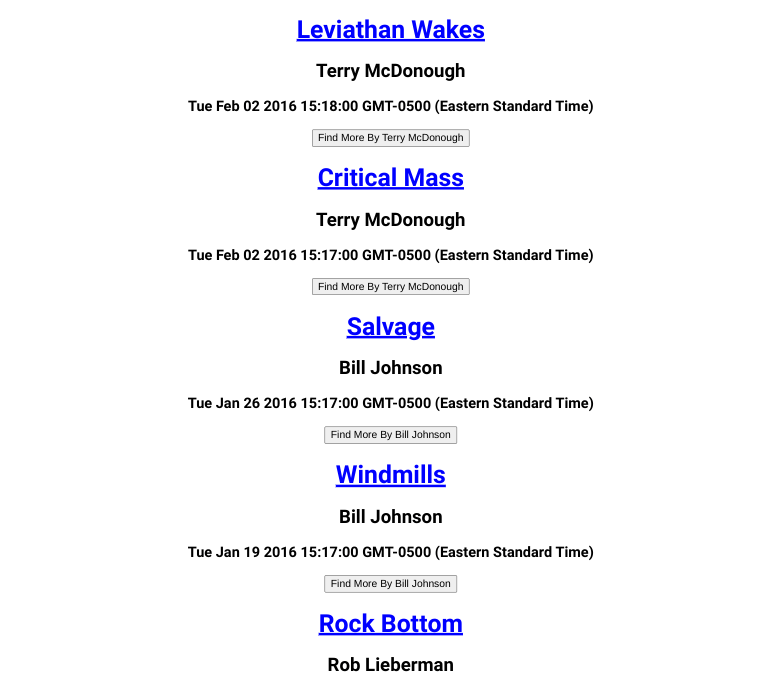 Leviathan Wakes
Terry McDonough
Tue Feb 02 2016 15:18:00 GMT-0500 (Eastern Standard Time)
Find More By Terry McDonough
Critical Mass
Terry McDonough
Tue Feb 02 2016 15:17:00 GMT-0500 (Eastern Standard Time)
Find More By Terry McDonough
Salvage
Bill Johnson
Tue Jan 26 2016 15:17:00 GMT-0500 (Eastern Standard Time)
Find More By Bill Johnson
Windmills
Bill Johnson
Tue Jan 19 2016 15:17:00 GMT-0500 (Eastern Standard Time)
Find More By Bill Johnson
Rock Bottom
Rob Lieberman